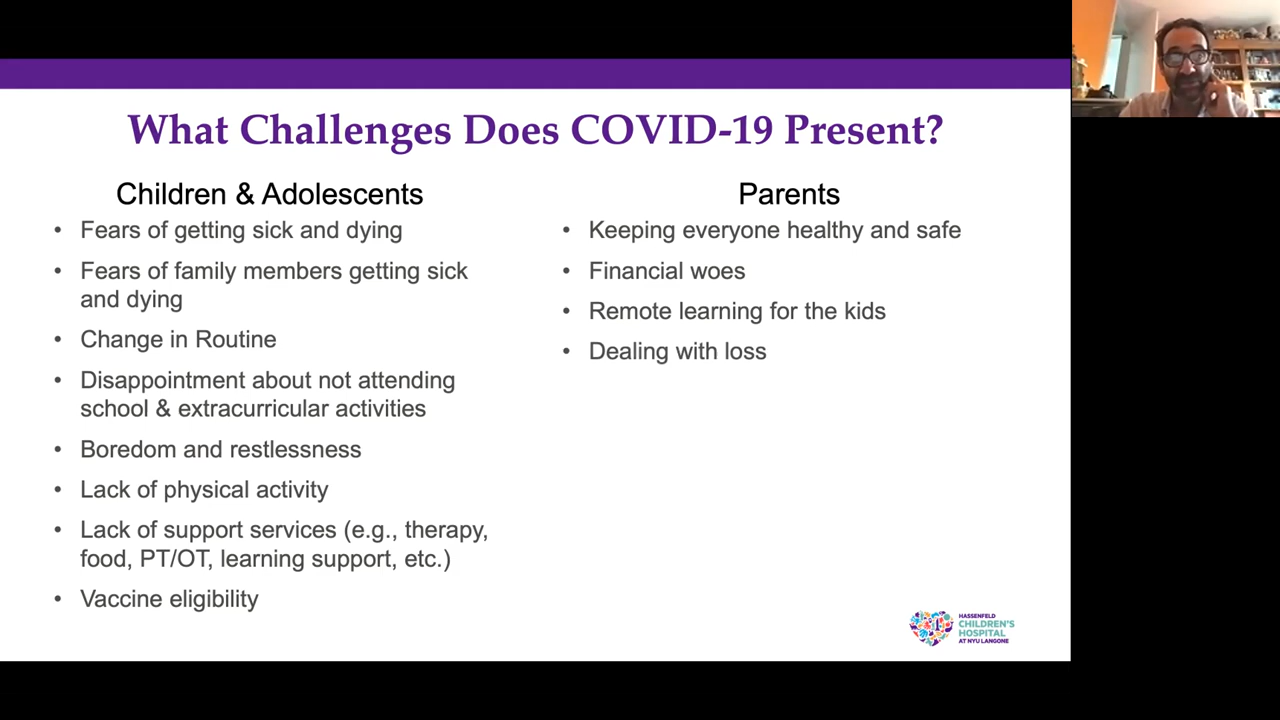 What Challenges Does COVID-19 Present?
Children & Adolescents
• Fears of getting sick and dying
• Fears of family members getting sick
and dying
• Change in Routine
• Disappointment about not attending
school & extracurricular activities
• Boredom and restlessness
• Lack of physical activity
• Lack of support services (e.g., therapy,
food, PT/OT, learning support, etc.)
• Vaccine eligibility
Parents
• Keeping everyone healthy and safe
• Financial woes
• Remote learning for the kids
• Dealing with loss
HASSENFELD
CHILDREN'S
HOSPITAL
AT NYU LANGONE